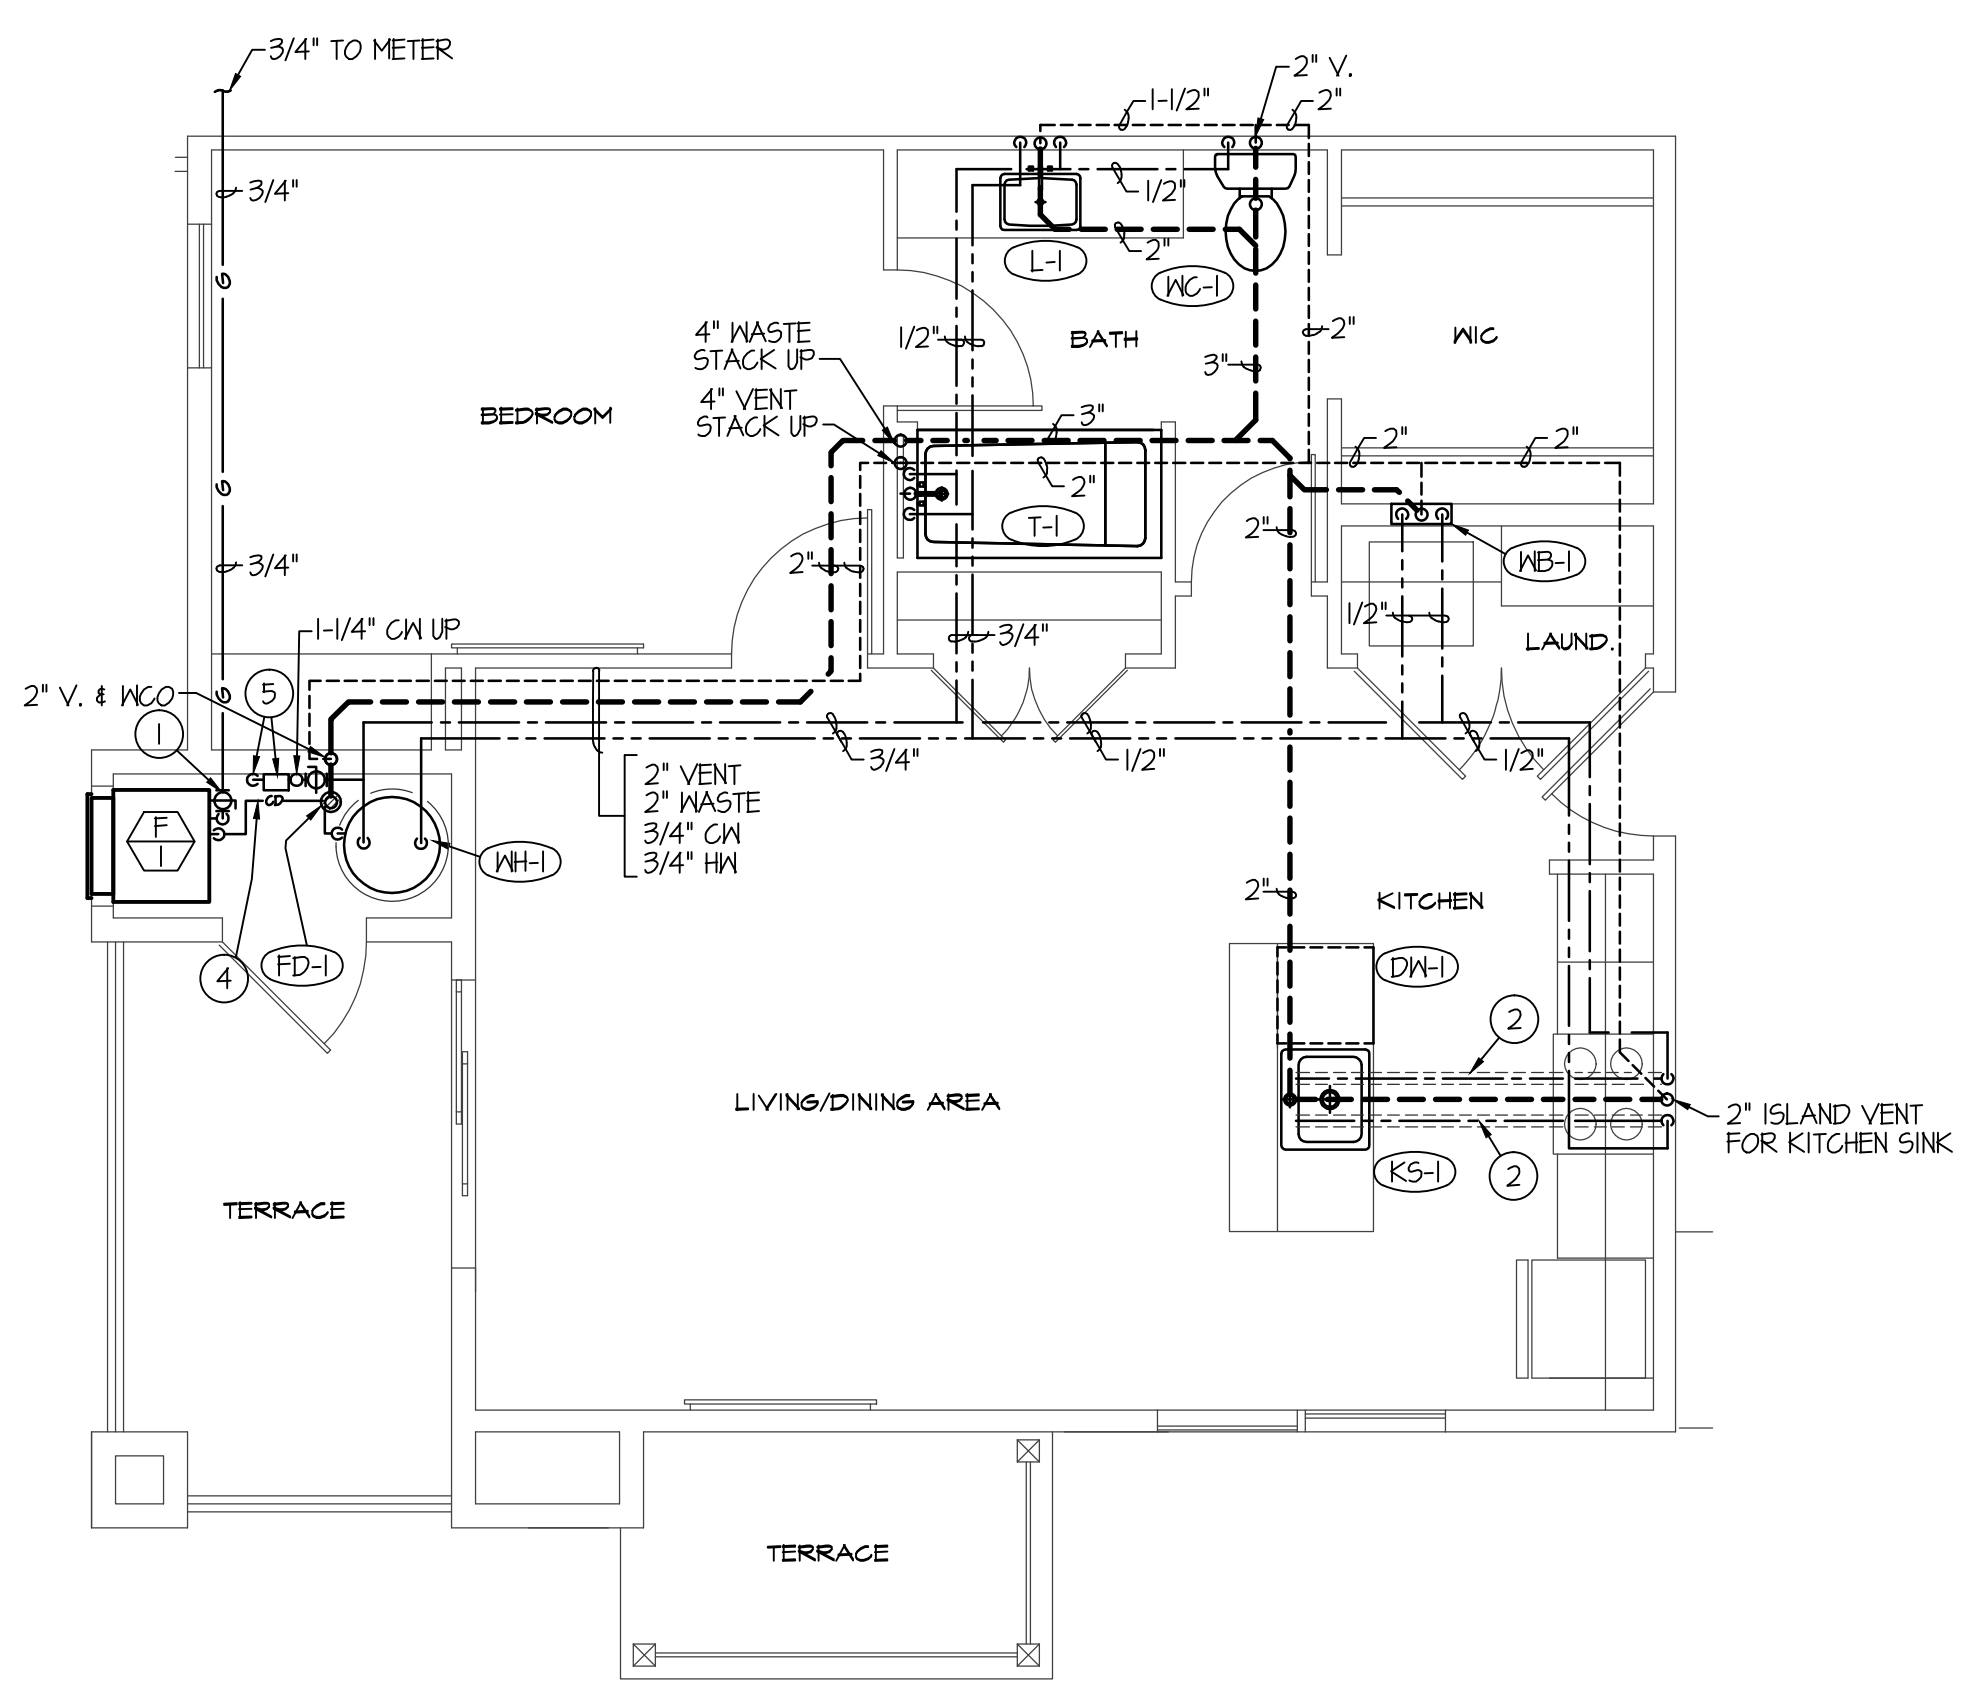 3/4" TO METER
2" V.
1-1/2"
2"
3/4"
1/2"
2"
L-1
WC-1
G
4" WASTE
STACK UP
1/2"
BATH
2"
WIC
3"
4" VENT
STACK UP
BEDROOM
3"
2"
2"
G
2"
T-1
2"
3/4"
2"
WB-1
1/2"
1-1/4" CW UP
3/4"
LAUND.
2" V. & WCO
G
5
1
3/4"
1/2"
1/2"
2" VENT
2" WASTE
3/4" CW
3/4" HW
CD
F
1
WH-1
2"
KITCHEN
4
FD-1
DW-1
2
LIVING/DINING AREA
2" ISLAND VENT
FOR KITCHEN SINK
KS-1
2
TERRACE
TERRACE